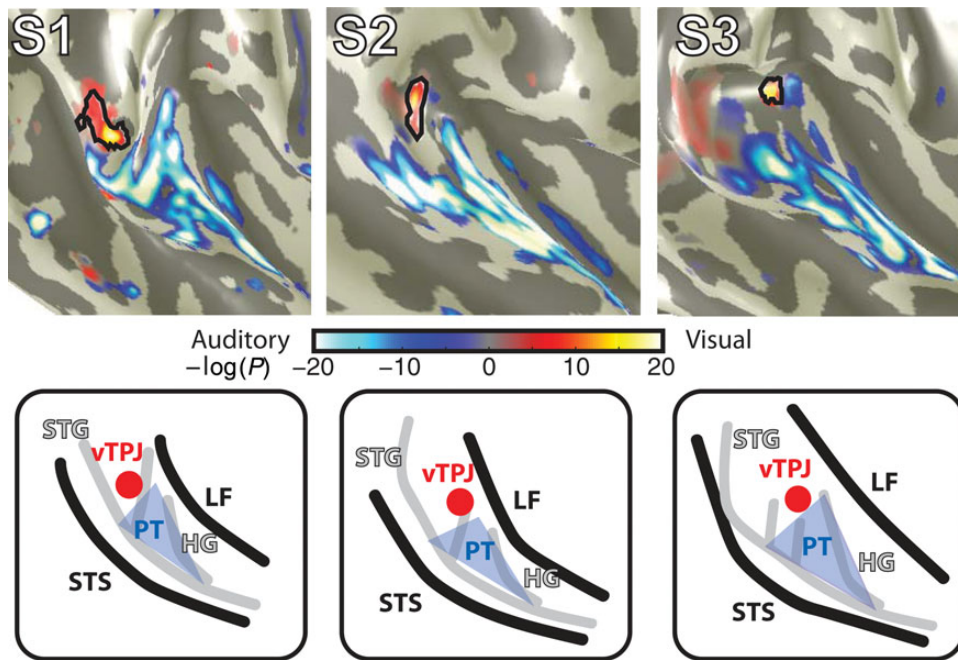 S1 S2 S3
Auditory Visual
−log(P) −20 −10 0 10 20
STG
vTPJ
LF
PT
HG
STS
STG
vTPJ
LF
PT
HG
STS
STG
vTPJ
LF
PT
HG
STS